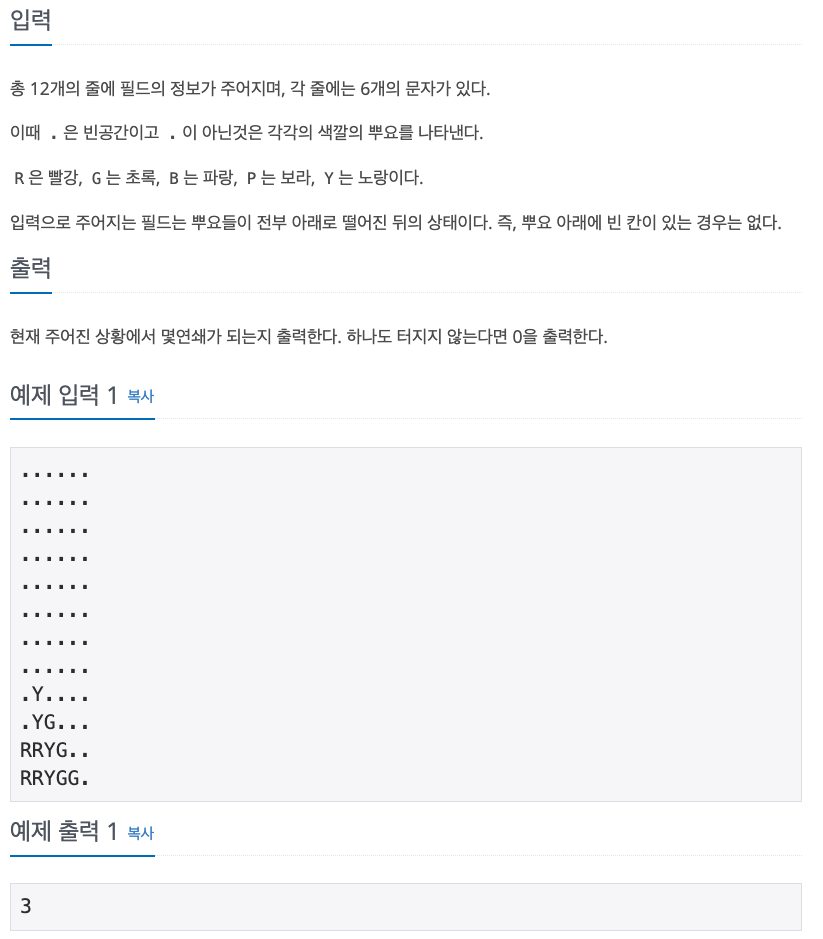 입력
총 12개의 줄에 필드의 정보가 주어지며, 각 줄에는 6개의 문자가 있다.
이때 . 은 빈공간이고 . 이 아닌것은 각각의 색깔의 뿌요를 나타낸다.
R 은 빨강, G 는 초록, B 는 파랑, P 는 보라, Y 는 노랑이다.
입력으로 주어지는 필드는 뿌요들이 전부 아래로 떨어진 뒤의 상태이다. 즉, 뿌요 아래에 빈 칸이 있는 경우는 없다.
출력
현재 주어진 상황에서 몇연쇄가 되는지 출력한다. 하나도 터지지 않는다면 0을 출력한다.
예제 입력 1 복사
......
......
......
......
......
......
......
......
.Y....
.YG...
RRYG..
RRYGG.
예제 출력 1 복사
3